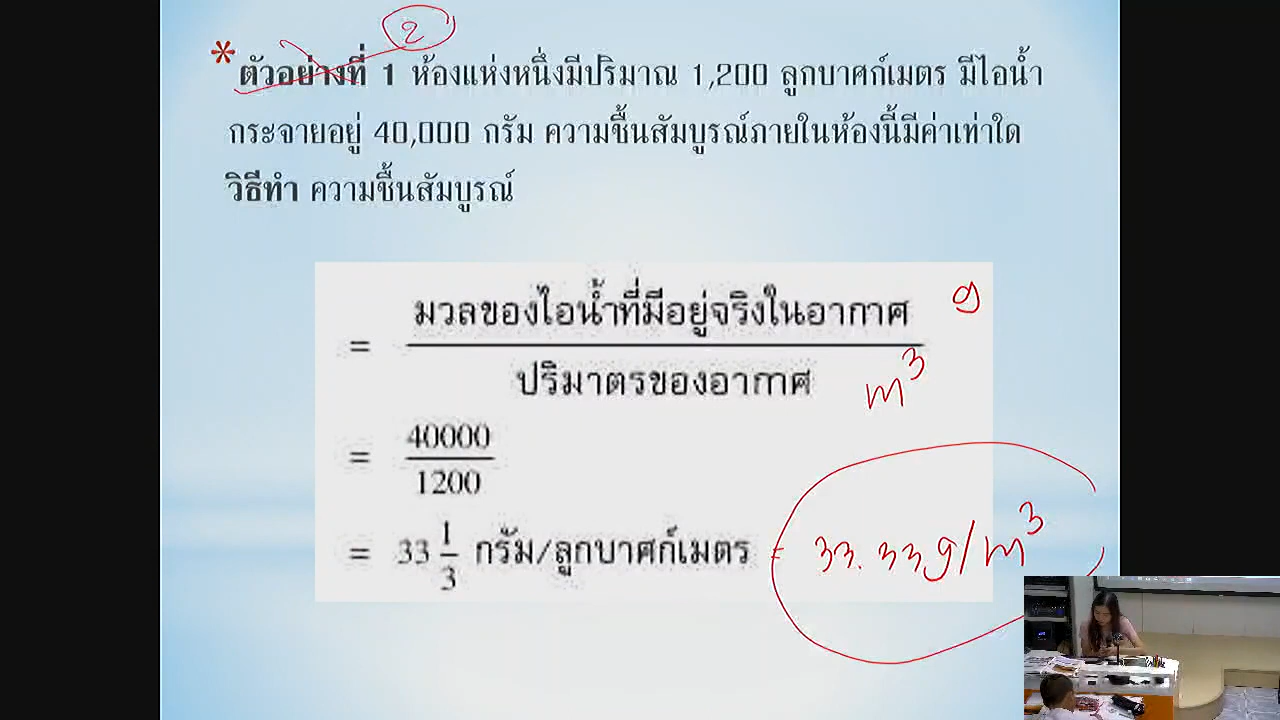 2
* ตัวอย่างที่ 1 ห้องแห่งหนึ่งมีปริมาณ 1,200 ลูกบาศก์เมตร มีไอน้ำ
กระจายอยู่ 40,000 กรัม ความชื้นสัมบูรณ์ภายในห้องนี้มีค่าเท่าใด
วิธีทำ ความชื้นสัมบูรณ์
= มวลของไอน้ำที่มีอยู่จริงในอากาศ g
ปริมาตรของอากาศ m³
= 40000
1200
= 33 1/3 กรัม/ลูกบาศก์เมตร = 33.33 g/m³